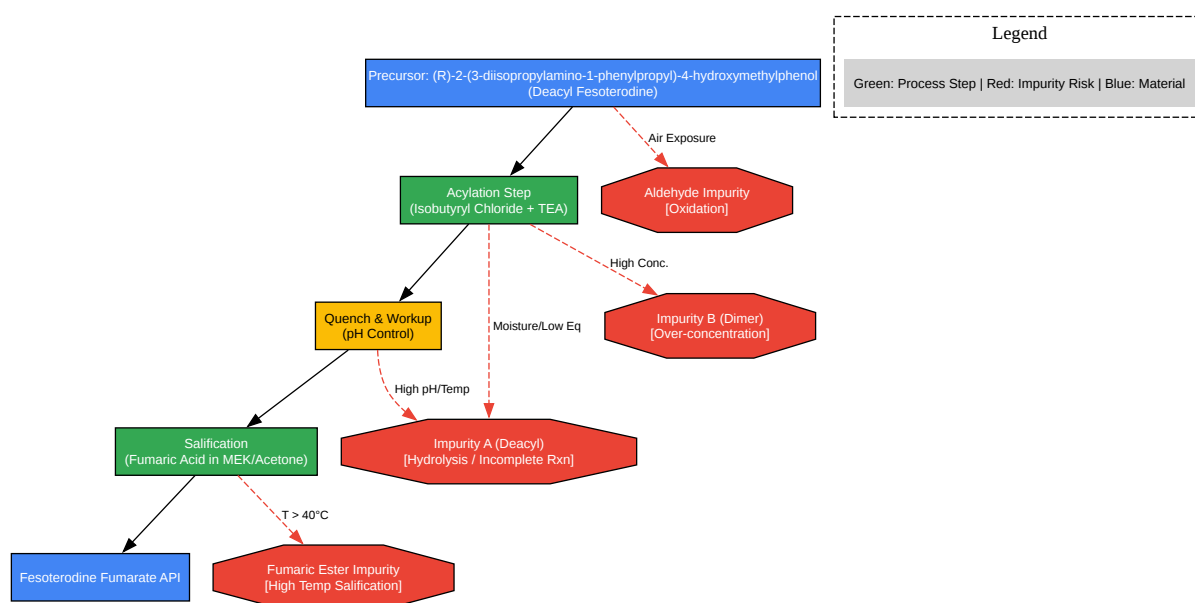 Legend
Green: Process Step | Red: Impurity Risk | Blue: Material
Precursor: (R)-2-(3-diisopropylamino-1-phenylpropyl)-4-hydroxymethylphenol
(Deacyl Fesoterodine)
Air Exposure
Acylation Step
(Isobutyryl Chloride + TEA)
Aldehyde Impurity
[Oxidation]
High Conc.
Quench & Workup
(pH Control)
Moisture/Low Eq
Impurity B (Dimer)
[Over-concentration]
High pH/Temp
Salification
(Fumaric Acid in MEK/Acetone)
Impurity A (Deacyl)
[Hydrolysis / Incomplete Rxn]
T > 40°C
Fesoterodine Fumarate API
Fumaric Ester Impurity
[High Temp Salification]